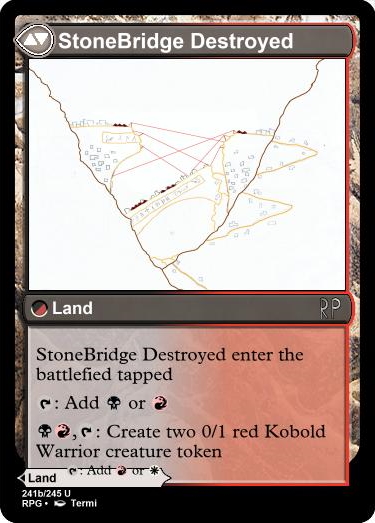 StoneBridge Destroyed
Land
RP
StoneBridge Destroyed enter the
battlefied tapped
: Add or
, : Create two 0/1 red Kobold
Warrior creature token
Land
: Add or
241b/245 U
RPG • Termi